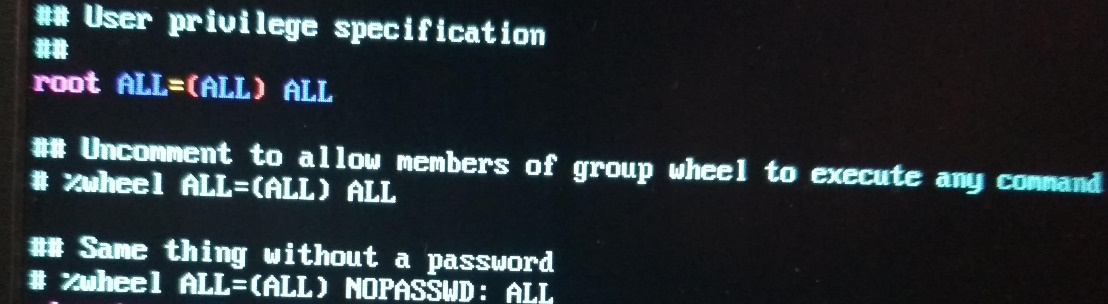 ## User privilege specification
##
root ALL=(ALL) ALL
## Uncomment to allow members of group wheel to execute any command
# %wheel ALL=(ALL) ALL
## Same thing without a password
# %wheel ALL=(ALL) NOPASSWD: ALL